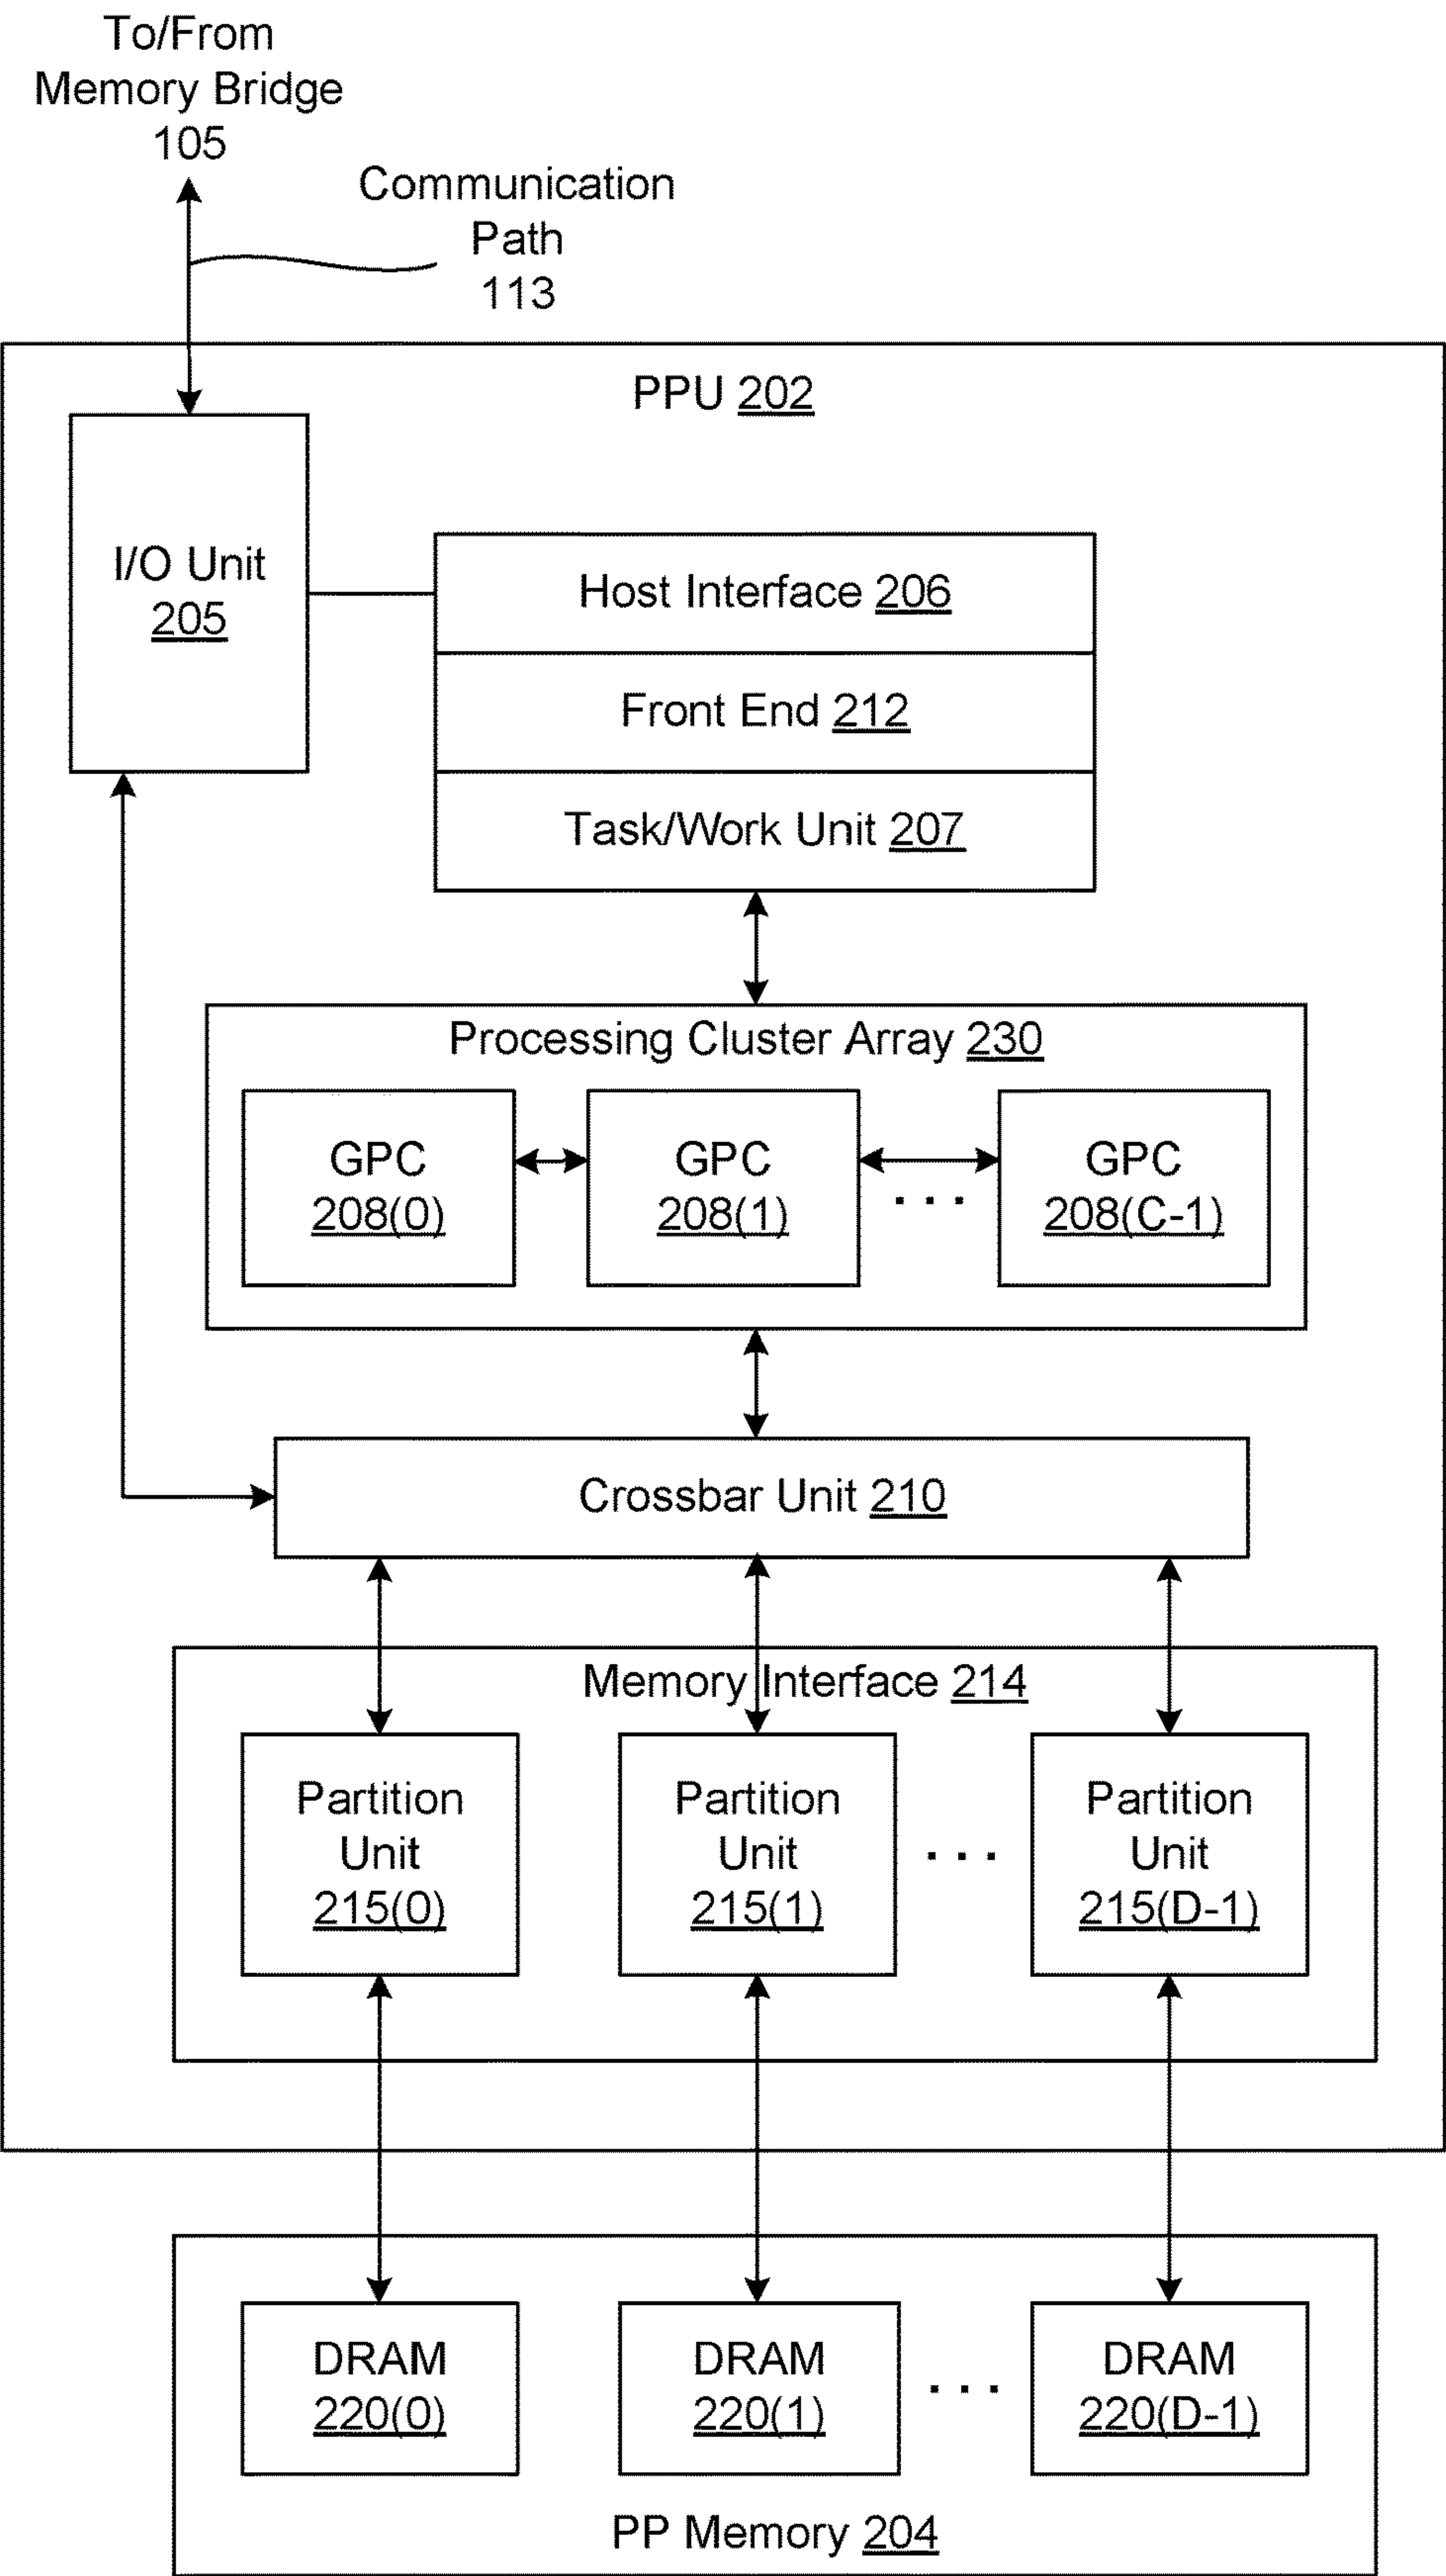 To/From
Memory Bridge
105
Communication
Path
113
PPU 202
I/O Unit
205
Host Interface 206
Front End 212
Task/Work Unit 207
Processing Cluster Array 230
GPC
208(0)
GPC
208(1)
. . .
GPC
208(C-1)
Crossbar Unit 210
Memory Interface 214
Partition
Unit
215(0)
Partition
Unit
215(1)
. . .
Partition
Unit
215(D-1)
DRAM
220(0)
DRAM
220(1)
. . .
DRAM
220(D-1)
PP Memory 204